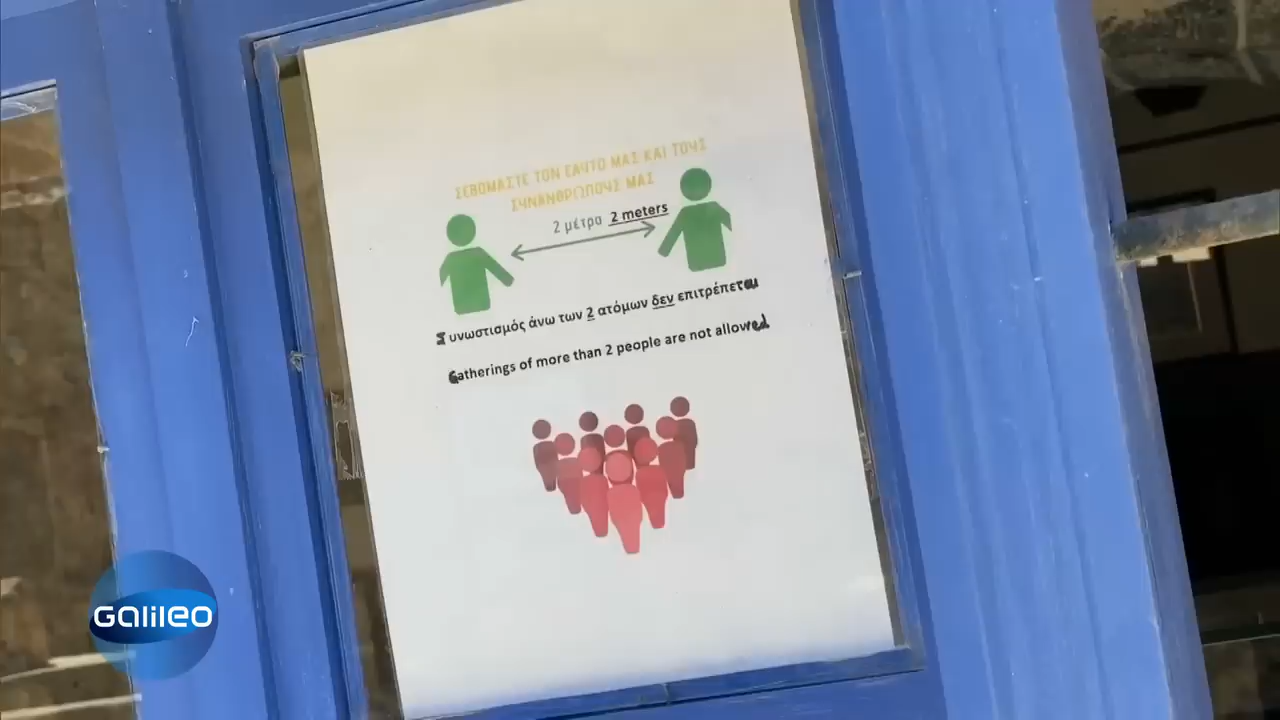 ΣΕΒΟΜΑΣΤΕ ΤΟΝ ΕΑΥΤΟ ΜΑΣ ΚΑΙ ΤΟΥΣ
ΣΥΝΑΝΘΡΩΠΟΥΣ ΜΑΣ
2 μέτρα 2 meters
Συνωστισμός άνω των 2 ατόμων δεν επιτρέπεται
Gatherings of more than 2 people are not allowed
Galileo